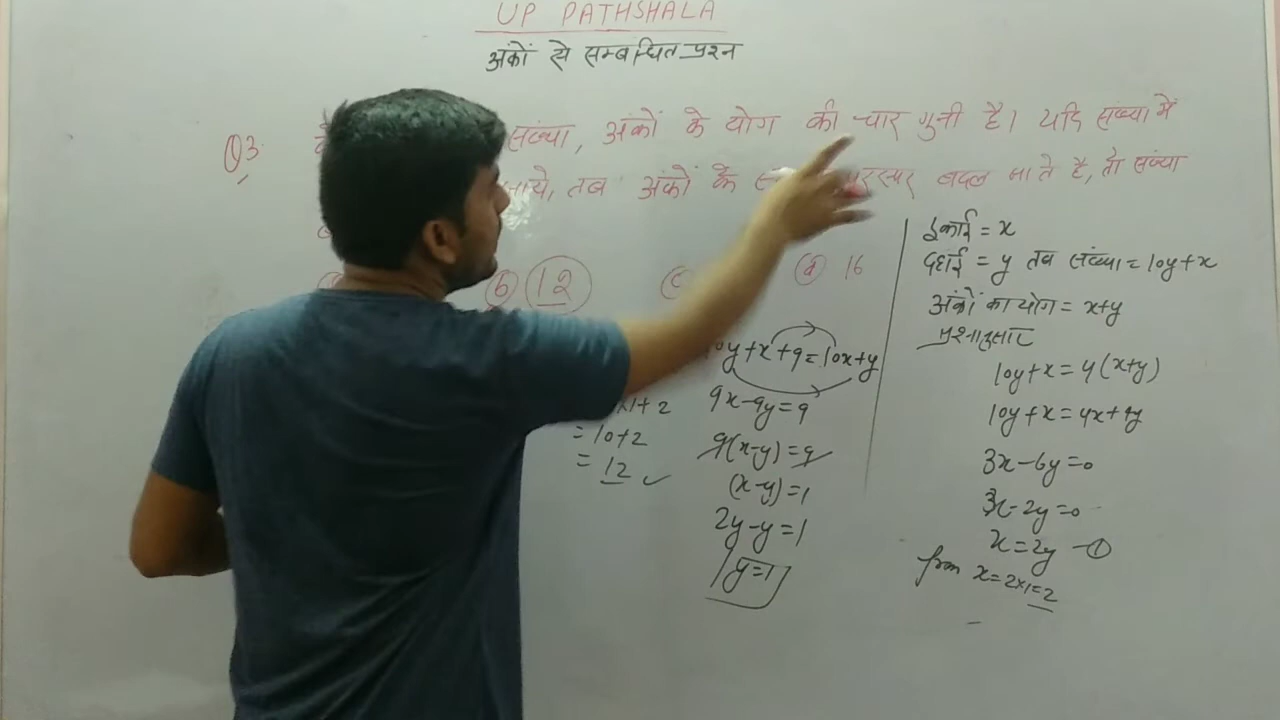 UP PATHSHALA
अंकों से सम्बन्धित प्रश्न
Q3. संख्या, अंकों के योग की चार गुनी है। यदि संख्या में
जाये, तब अंकों के परस्पर बदल जाते है, तो संख्या
(b) 12 (c) (d) 16
इकाई = x
दहाई = y तब संख्या = 10y+x
अंकों का योग = x+y
प्रश्नानुसार
10y+x = 4(x+y)
10y+x = 4x+4y
3x-6y=0
x-2y=0
x=2y -①
from x=2×1=2
10y+x+9=10x+y
9x-9y=9
9(x-y)=9
(x-y)=1
2y-y=1
y=1
×1+2
=10+2
=12 ✓